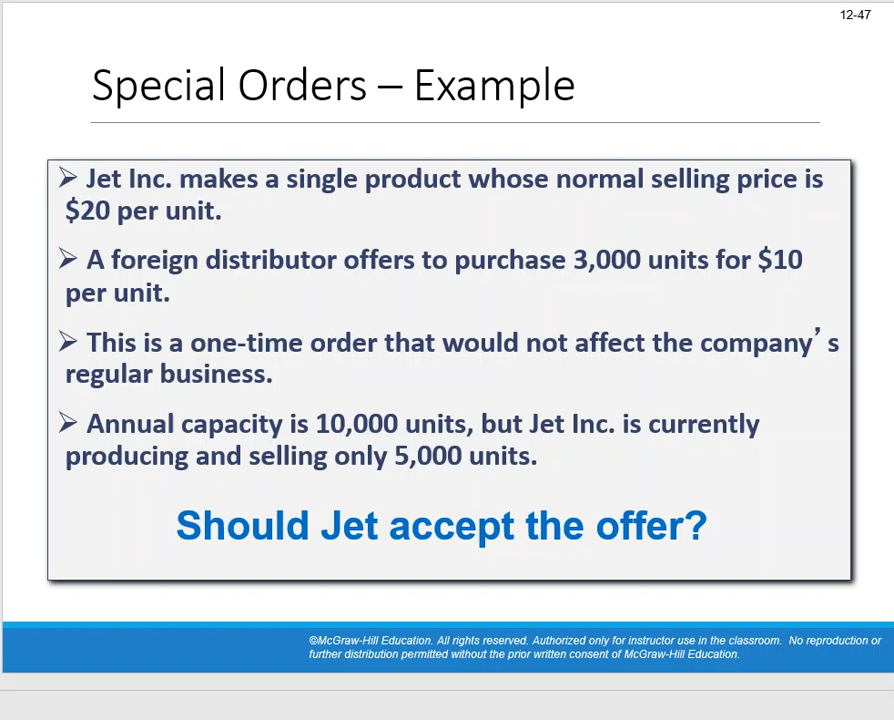 12-47
Special Orders – Example
➢ Jet Inc. makes a single product whose normal selling price is
$20 per unit.
➢ A foreign distributor offers to purchase 3,000 units for $10
per unit.
➢ This is a one-time order that would not affect the company’s
regular business.
➢ Annual capacity is 10,000 units, but Jet Inc. is currently
producing and selling only 5,000 units.
Should Jet accept the offer?
©McGraw-Hill Education. All rights reserved. Authorized only for instructor use in the classroom. No reproduction or
further distribution permitted without the prior written consent of McGraw-Hill Education.